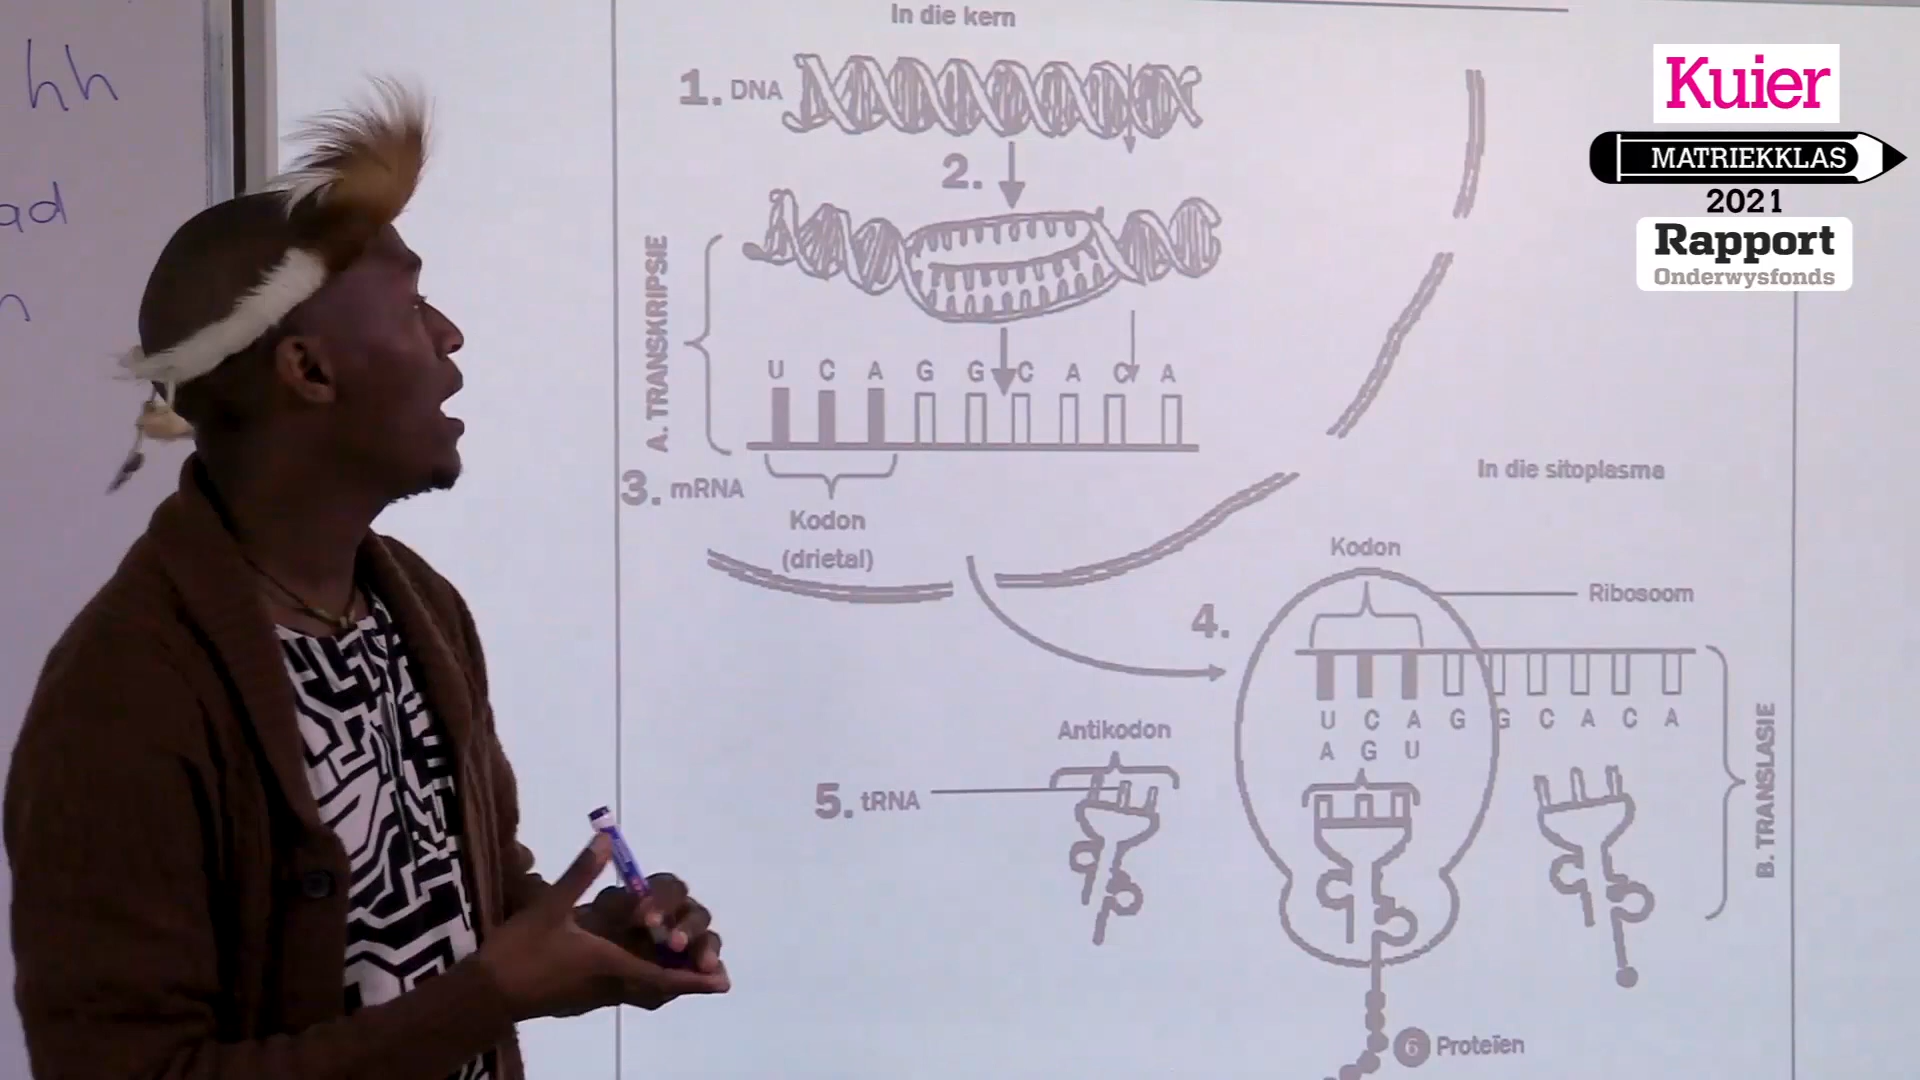 hh
ad
n
In die kern
1. DNA
2.
A. TRANSKRIPSIE
U C A G G C A C A
3. mRNA
Kodon
(drietal)
In die sitoplasma
Kodon
Ribosoom
4.
U C A G G C A C A
A G U
Antikodon
5. tRNA
B. TRANSLASIE
6 Proteïen
Kuier
MATRIEKKLAS
2021
Rapport
Onderwysfonds